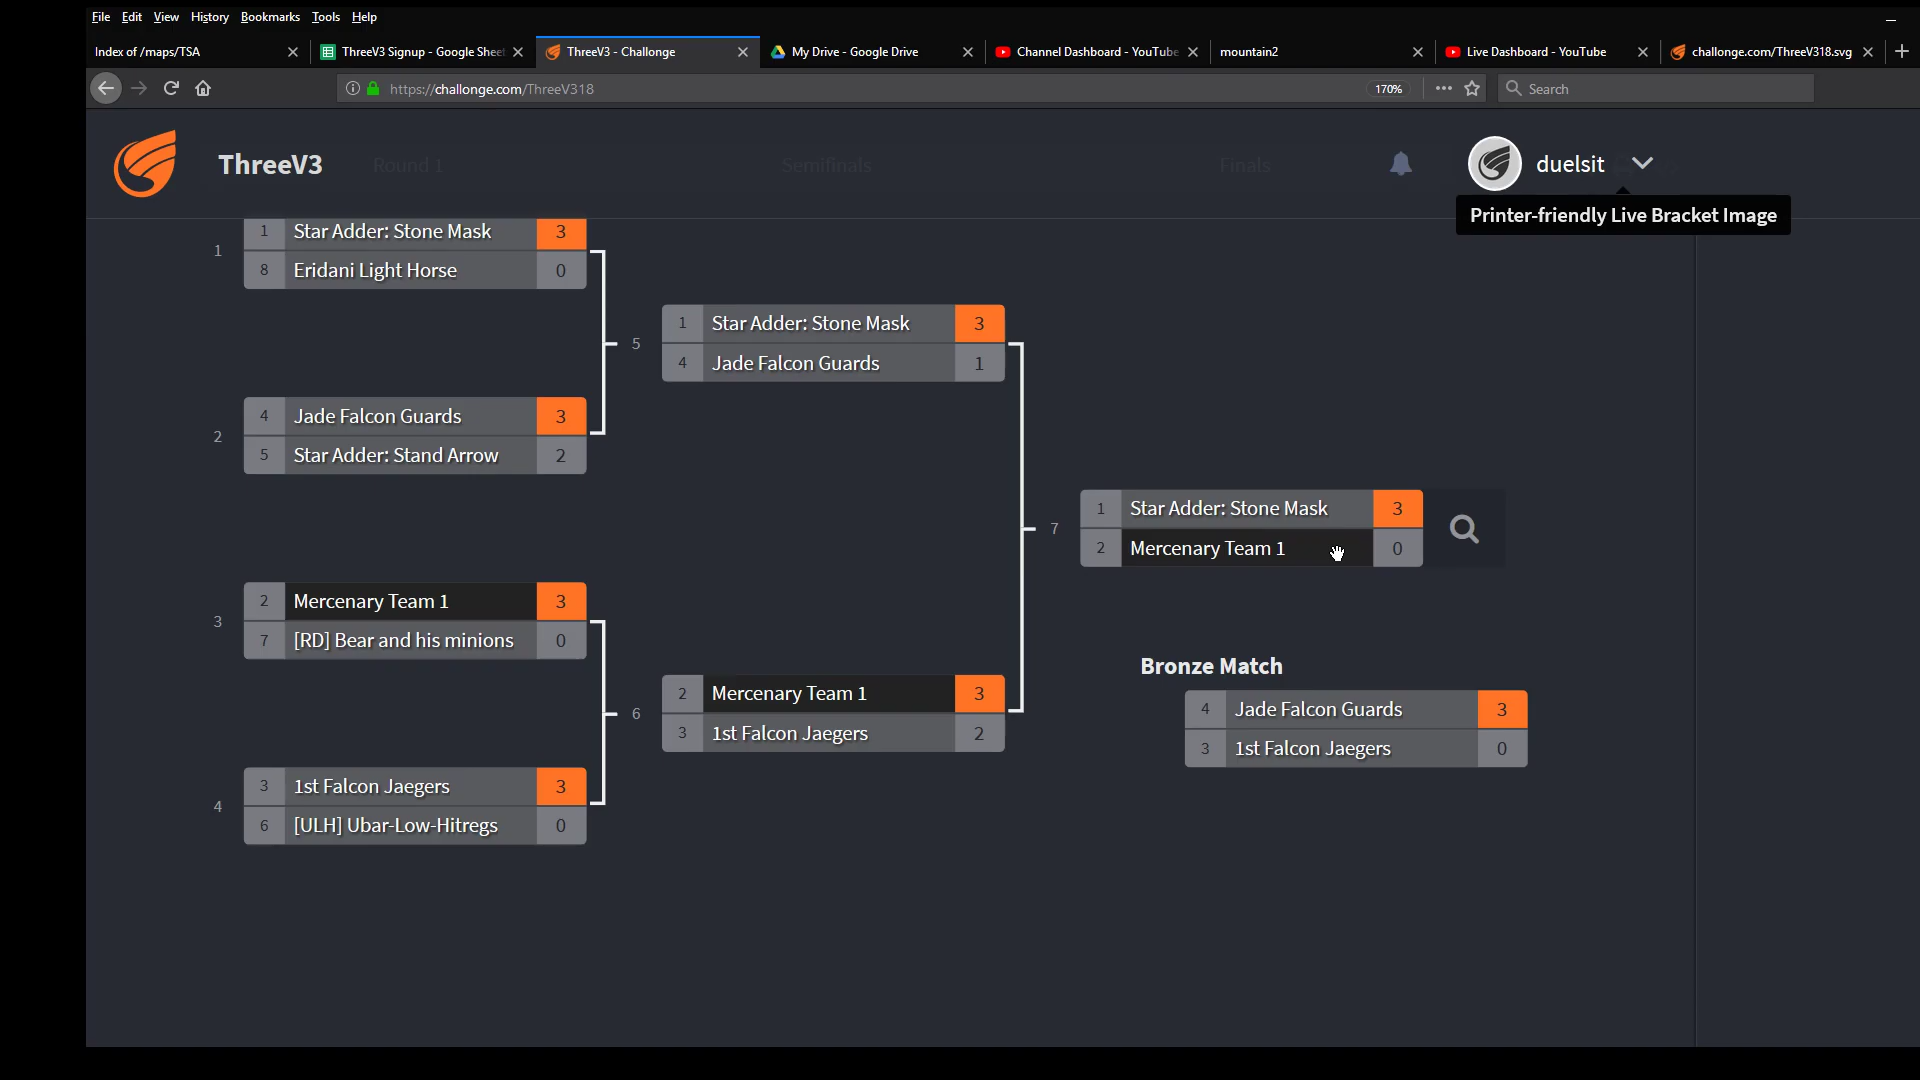 File Edit View History Bookmarks Tools Help
Index of /maps/TSA
ThreeV3 Signup - Google Sheet
ThreeV3 - Challonge
My Drive - Google Drive
Channel Dashboard - YouTube
mountain2
Live Dashboard - YouTube
challonge.com/ThreeV318.svg
https://challonge.com/ThreeV318
170%
Search
ThreeV3
Round 1
Semifinals
Finals
duelsit
Printer-friendly Live Bracket Image
1
1 Star Adder: Stone Mask 3
8 Eridani Light Horse 0
2
4 Jade Falcon Guards 3
5 Star Adder: Stand Arrow 2
3
2 Mercenary Team 1 3
7 [RD] Bear and his minions 0
4
3 1st Falcon Jaegers 3
6 [ULH] Ubar-Low-Hitregs 0
5
1 Star Adder: Stone Mask 3
4 Jade Falcon Guards 1
6
2 Mercenary Team 1 3
3 1st Falcon Jaegers 2
7
1 Star Adder: Stone Mask 3
2 Mercenary Team 1 0
Bronze Match
4 Jade Falcon Guards 3
3 1st Falcon Jaegers 0